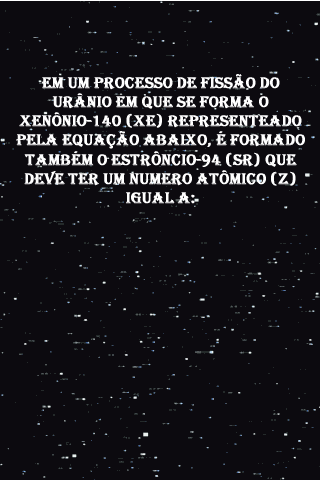 EM UM PROCESSO DE FISSÃO DO
URÂNIO EM QUE SE FORMA O
XENÔNIO-140 (XE) REPRESENTEADO
PELA EQUAÇÃO ABAIXO, É FORMADO
TAMBÉM O ESTRÔNCIO-94 (SR) QUE
DEVE TER UM NUMERO ATÔMICO (Z)
IGUAL A: